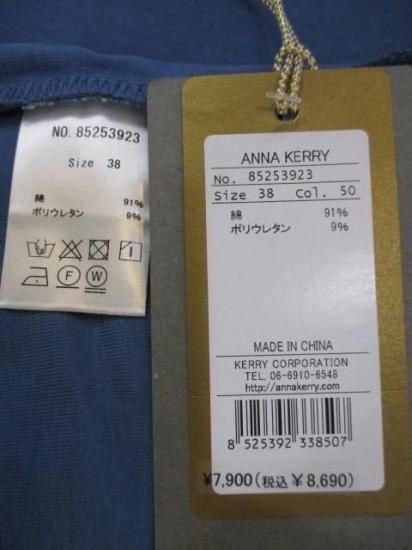 NO. 85253923
Size 38
綿 91%
ポリウレタン 9%
F W
ANNA KERRY
No. 85253923
Size 38 Col. 50
綿 91%
ポリウレタン 9%
MADE IN CHINA
KERRY CORPORATION
TEL. 06-6910-6548
http://annakerry.com
8 525392 338507
¥7,900(税込¥8,690)